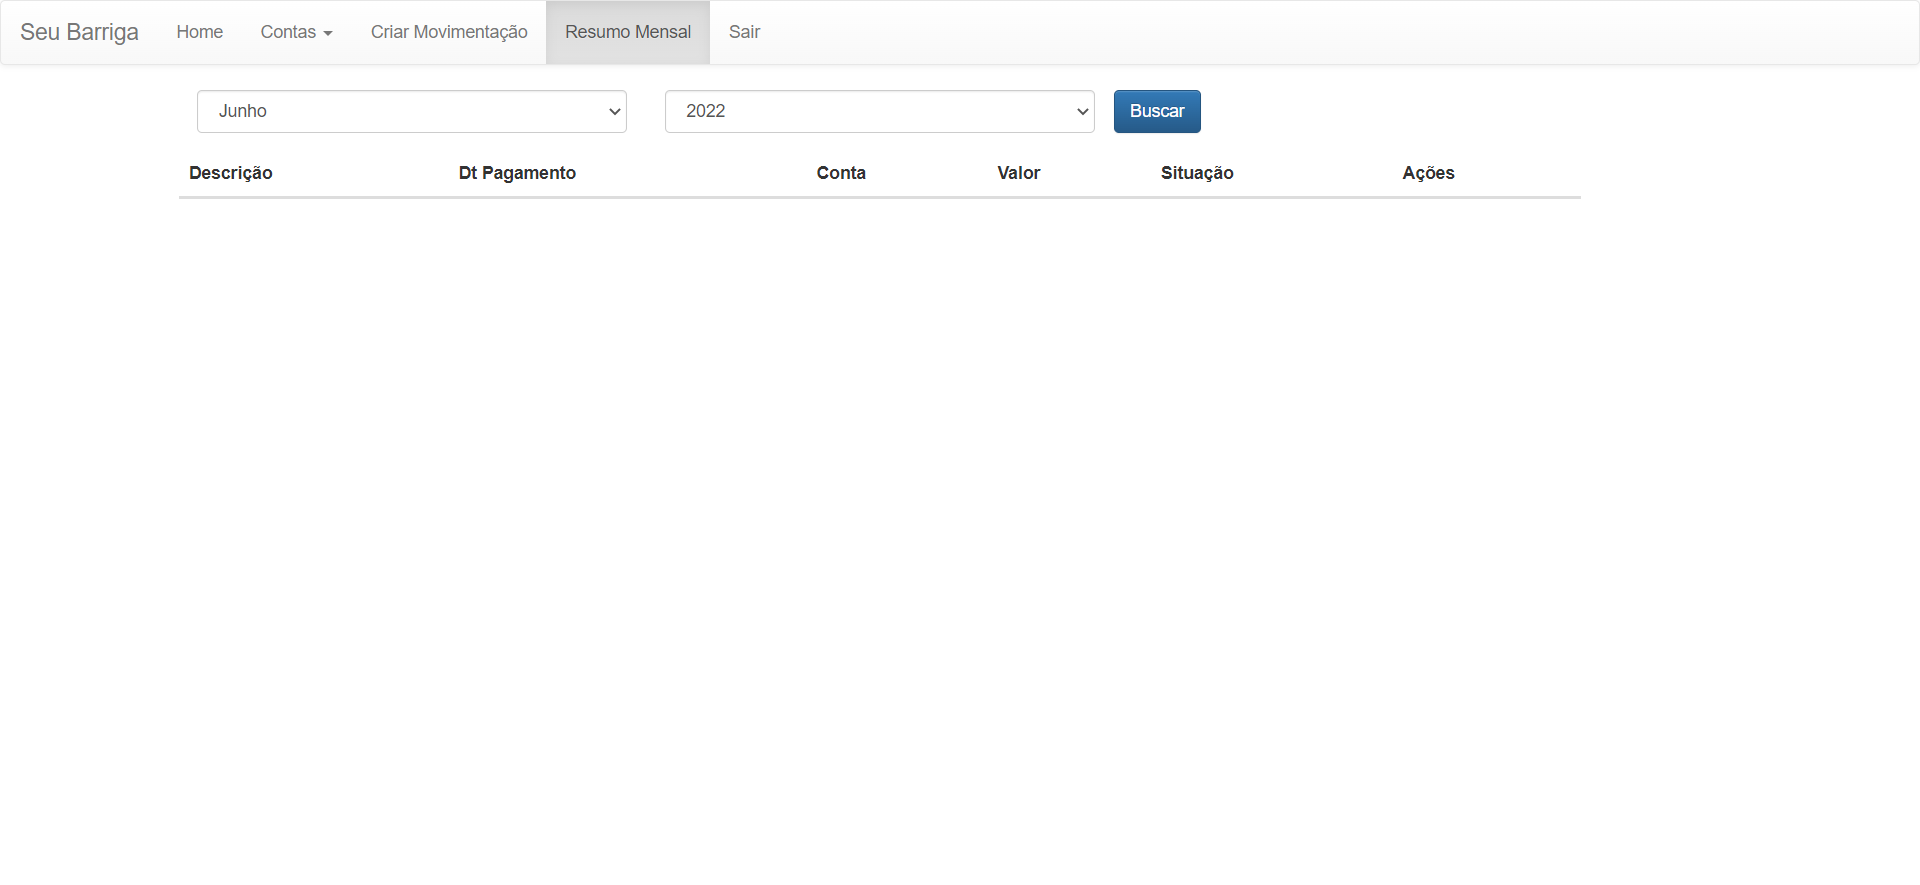 Seu Barriga Home Contas Criar Movimentação Resumo Mensal Sair
Junho 2022 Buscar
Descrição Dt Pagamento Conta Valor Situação Ações